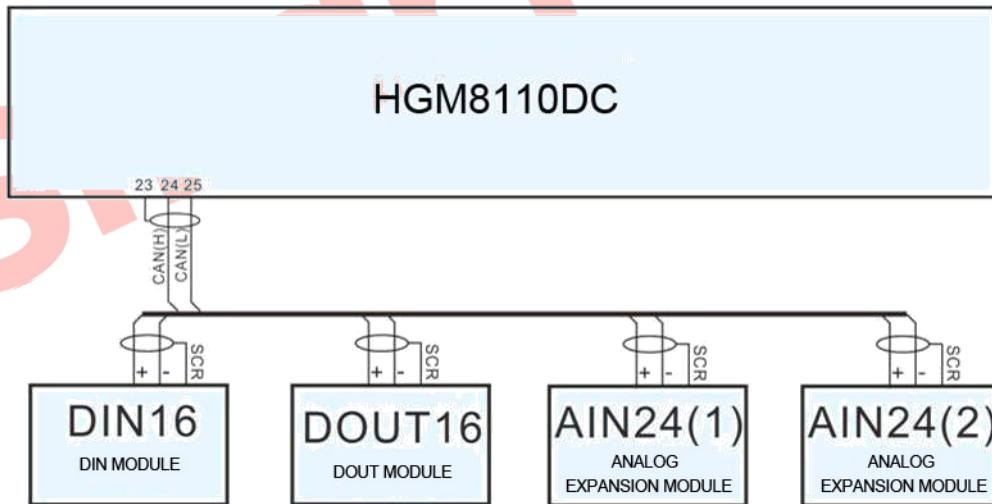 HGM8110DC
23 24 25
CAN(H) CAN(L)
+ - SCR + - SCR + - SCR + - SCR
DIN16 DOUT16 AIN24(1) AIN24(2)
DIN MODULE DOUT MODULE ANALOG EXPANSION MODULE ANALOG EXPANSION MODULE